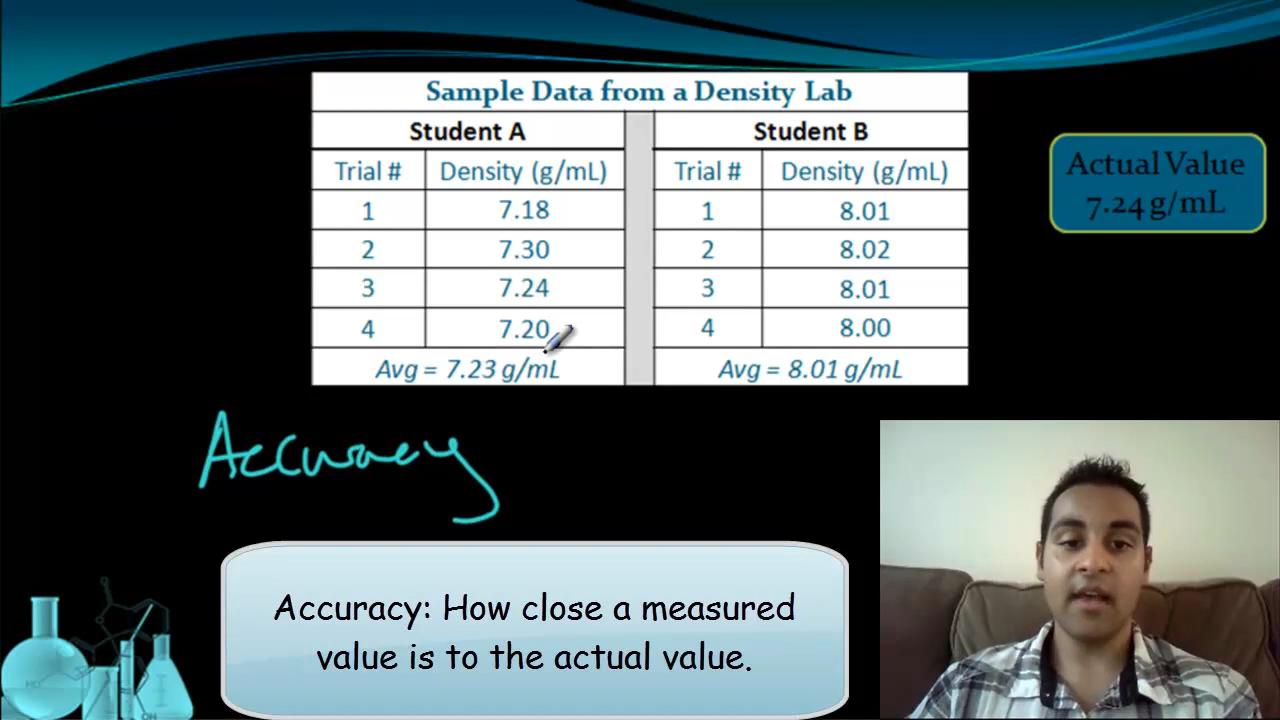 Sample Data from a Density Lab
Student A Student B
Trial # Density (g/mL) Trial # Density (g/mL)
1 7.18 1 8.01
2 7.30 2 8.02
3 7.24 3 8.01
4 7.20 4 8.00
Avg = 7.23 g/mL Avg = 8.01 g/mL
Actual Value
7.24 g/mL
Accuracy
Accuracy: How close a measured
value is to the actual value.
HO
OH